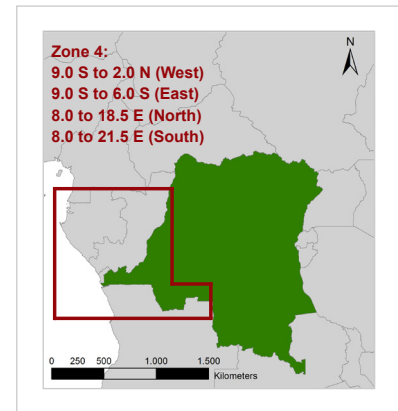 Zone 4:
9.0 S to 2.0 N (West)
9.0 S to 6.0 S (East)
8.0 to 18.5 E (North)
8.0 to 21.5 E (South)
N
0 250 500 1.000 1.500
Kilometers